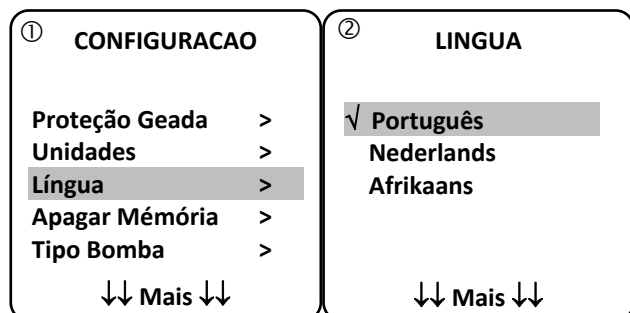 ①
CONFIGURACAO
Proteção Geada >
Unidades >
Língua >
Apagar Mémória >
Tipo Bomba >
↓↓ Mais ↓↓
②
LINGUA
√ Português
Nederlands
Afrikaans
↓↓ Mais ↓↓